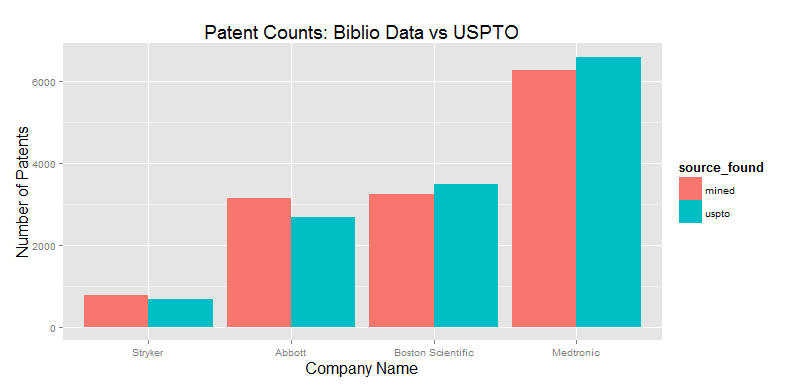 Patent Counts: Biblio Data vs USPTO
Number of Patents
6000
4000
2000
0
Stryker
Abbott
Boston Scientific
Medtronic
Company Name
source_found
mined
uspto